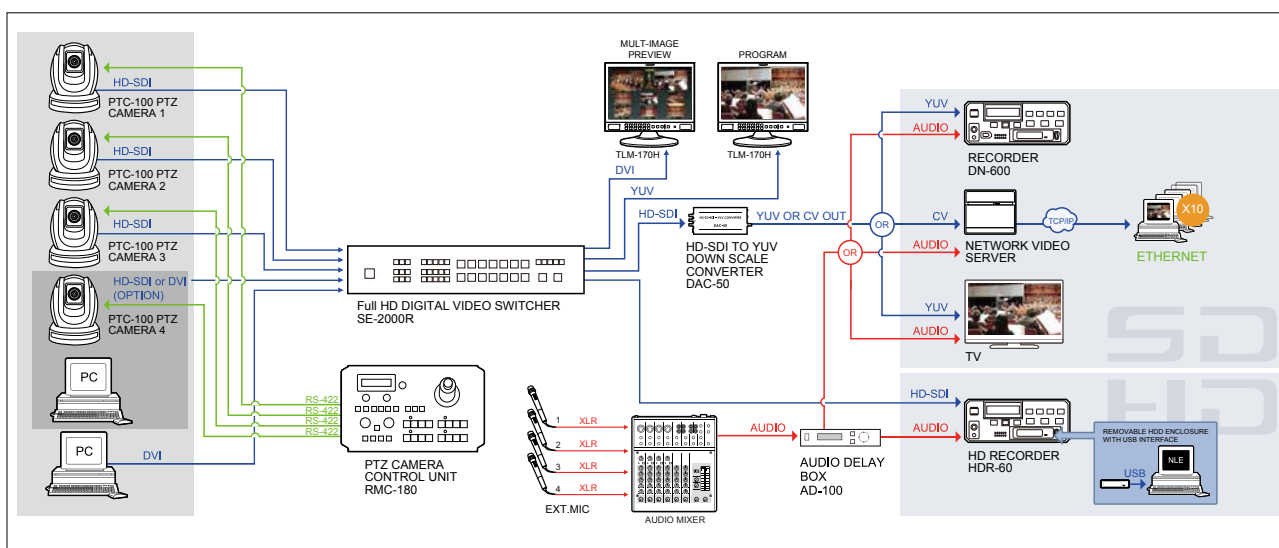 HD-SDI
PTC-100 PTZ
CAMERA 1
HD-SDI
PTC-100 PTZ
CAMERA 2
HD-SDI
PTC-100 PTZ
CAMERA 3
HD-SDI or DVI
(OPTION)
PTC-100 PTZ
CAMERA 4
PC
PC
DVI
RS-422
RS-422
RS-422
RS-422
MULT-IMAGE
PREVIEW
PROGRAM
TLM-170H
TLM-170H
DVI
YUV
HD-SDI
YUV OR CV OUT
HD-SDI TO YUV
DOWN SCALE
CONVERTER
DAC-50
Full HD DIGITAL VIDEO SWITCHER
SE-2000R
PTZ CAMERA
CONTROL UNIT
RMC-180
1
XLR
2
XLR
3
XLR
4
XLR
EXT.MIC
AUDIO MIXER
AUDIO
AUDIO DELAY
BOX
AD-100
OR
OR
YUV
AUDIO
RECORDER
DN-600
CV
AUDIO
NETWORK VIDEO
SERVER
TCP/IP
X10
ETHERNET
YUV
AUDIO
TV
SD
HD
HD-SDI
AUDIO
HD RECORDER
HDR-60
REMOVABLE HDD ENCLOSURE
WITH USB INTERFACE
NLE
USB